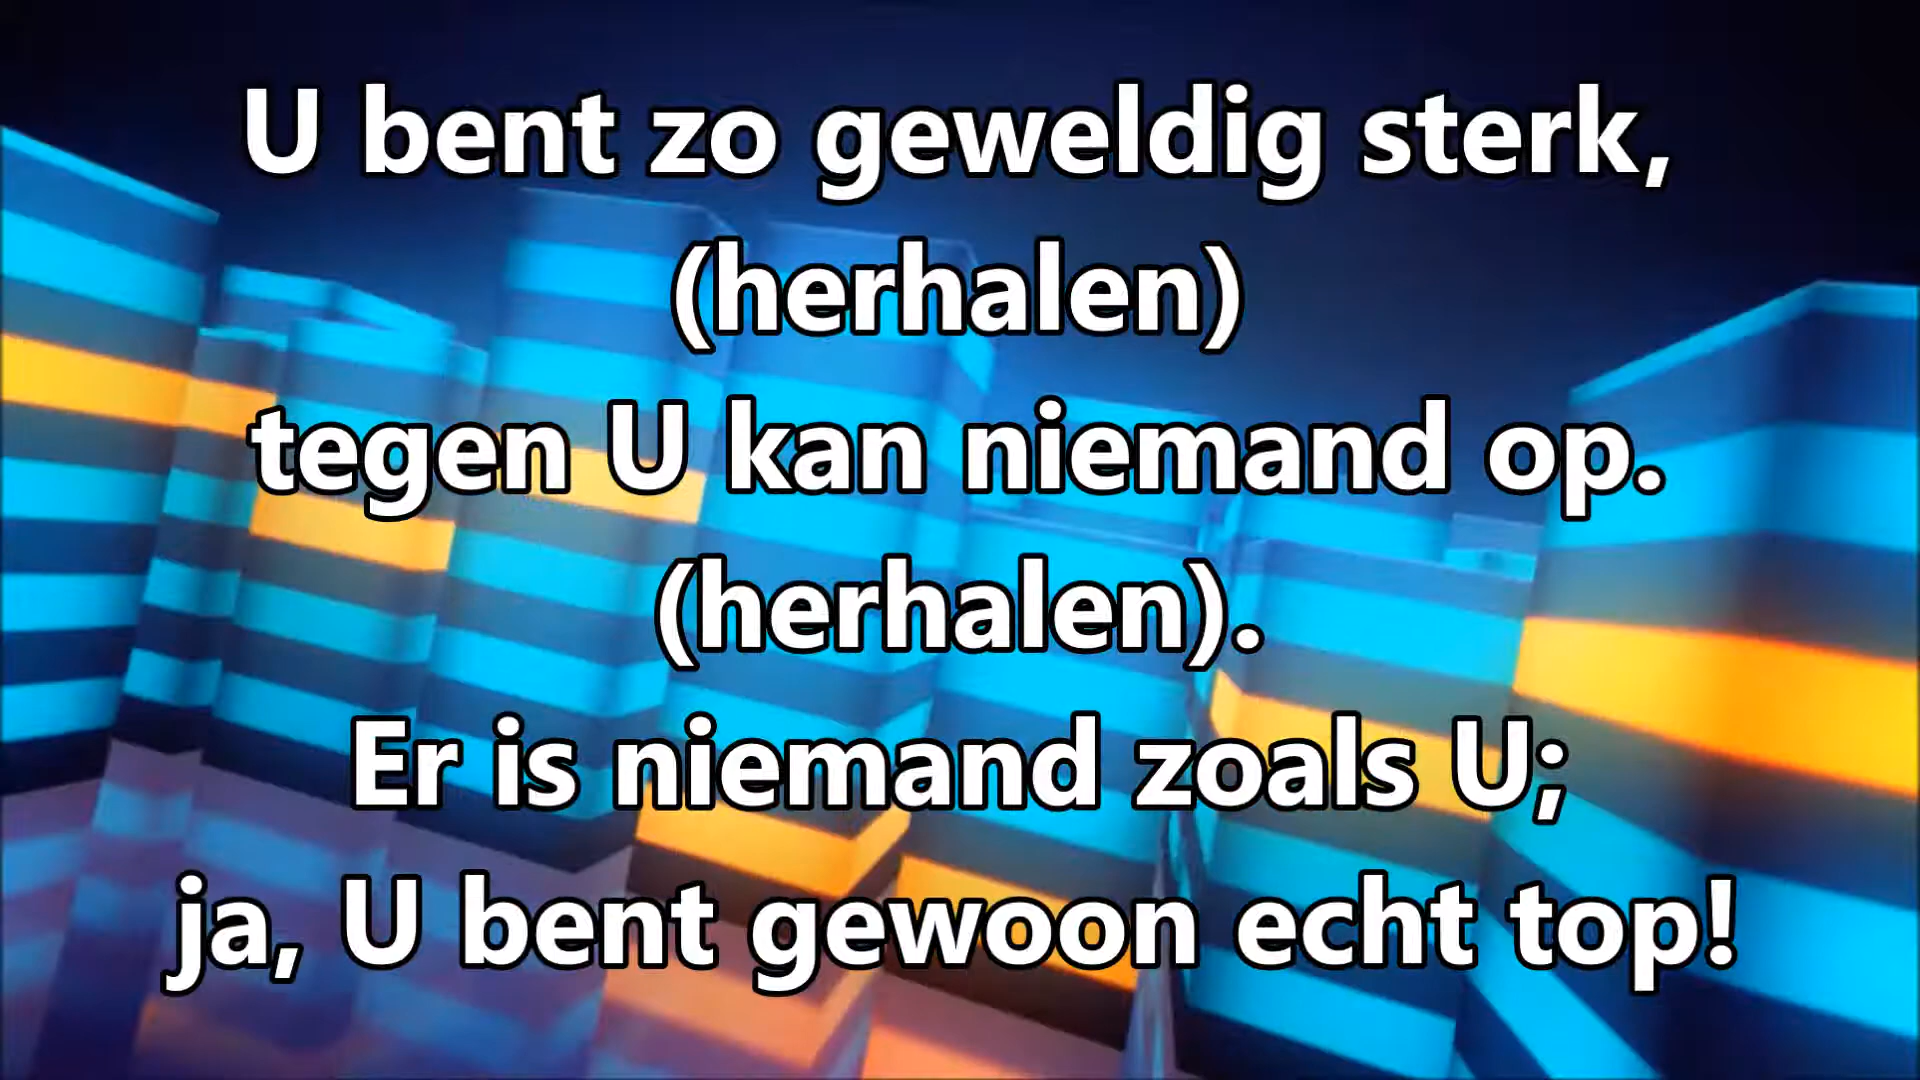 U bent zo geweldig sterk,
(herhalen)
tegen U kan niemand op.
(herhalen).
Er is niemand zoals U;
ja, U bent gewoon echt top!